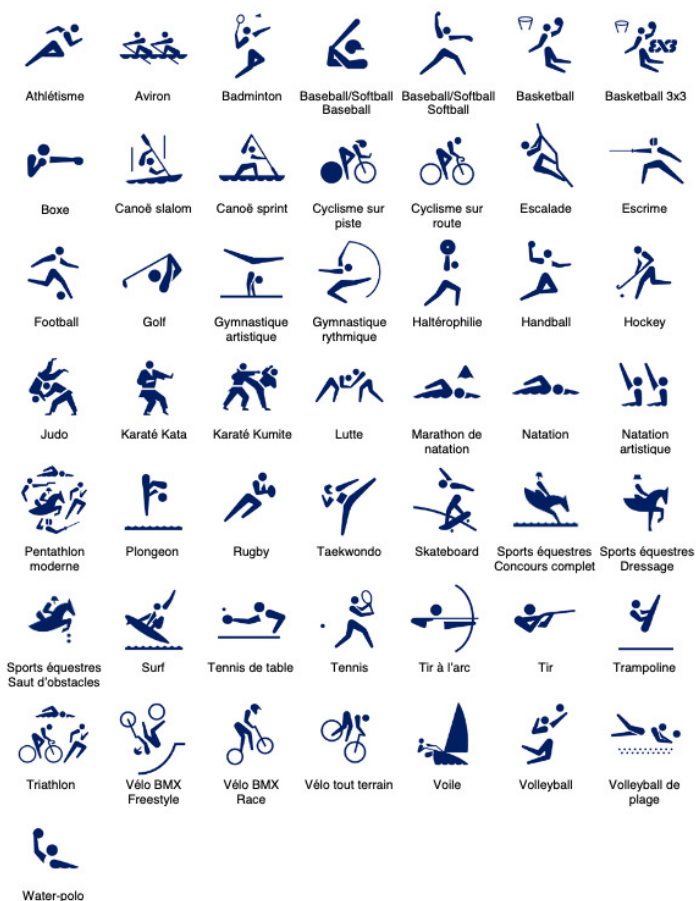 3X3
Athlétisme Aviron Badminton Baseball/Softball Baseball/Softball Basketball Basketball 3x3
Baseball Softball
Boxe Canoë slalom Canoë sprint Cyclisme sur Cyclisme sur Escalade Escrime
piste route
Football Golf Gymnastique Gymnastique Haltérophilie Handball Hockey
artistique rythmique
Judo Karaté Kata Karaté Kumite Lutte Marathon de Natation Natation
natation artistique
Pentathlon Plongeon Rugby Taekwondo Skateboard Sports équestres Sports équestres
moderne Concours complet Dressage
Sports équestres Surf Tennis de table Tennis Tir à l'arc Tir Trampoline
Saut d'obstacles
Triathlon Vélo BMX Vélo BMX Vélo tout terrain Voile Volleyball Volleyball de
Freestyle Race plage
Water-polo